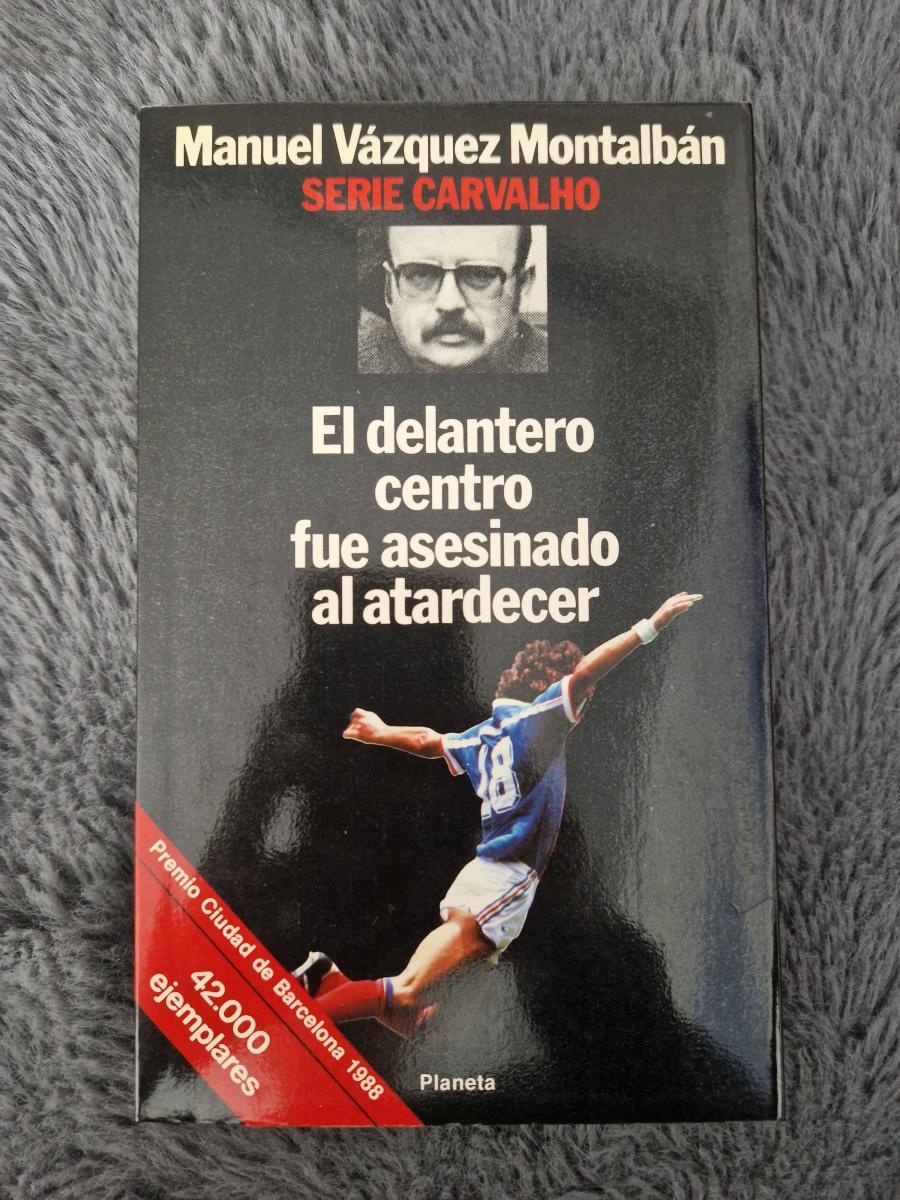 Manuel Vázquez Montalbán
SERIE CARVALHO
El delantero
centro
fue asesinado
al atardecer
18
Premio Ciudad de Barcelona 1988
42.000
ejemplares
Planeta